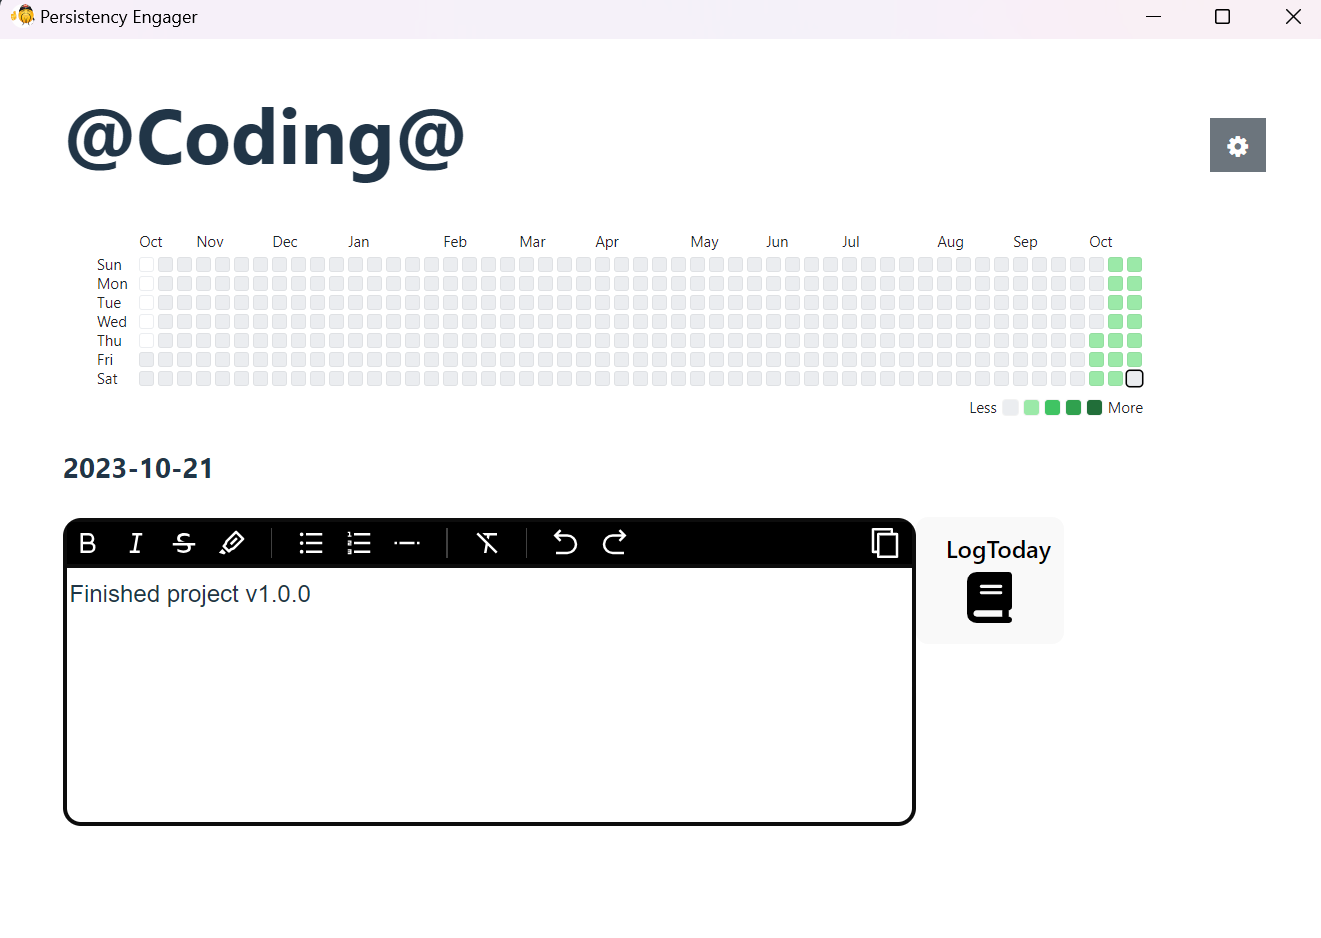 Persistency Engager
@Coding@
Oct Nov Dec Jan Feb Mar Apr May Jun Jul Aug Sep Oct
Sun
Mon
Tue
Wed
Thu
Fri
Sat
Less More
2023-10-21
LogToday
Finished project v1.0.0